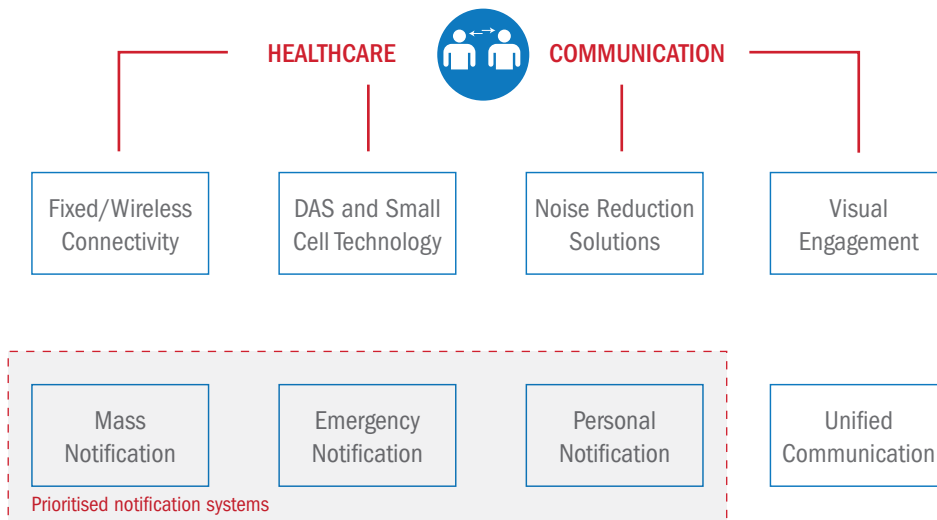 HEALTHCARE COMMUNICATION
Fixed/Wireless
Connectivity
DAS and Small
Cell Technology
Noise Reduction
Solutions
Visual
Engagement
Mass
Notification
Emergency
Notification
Personal
Notification
Unified
Communication
Prioritised notification systems